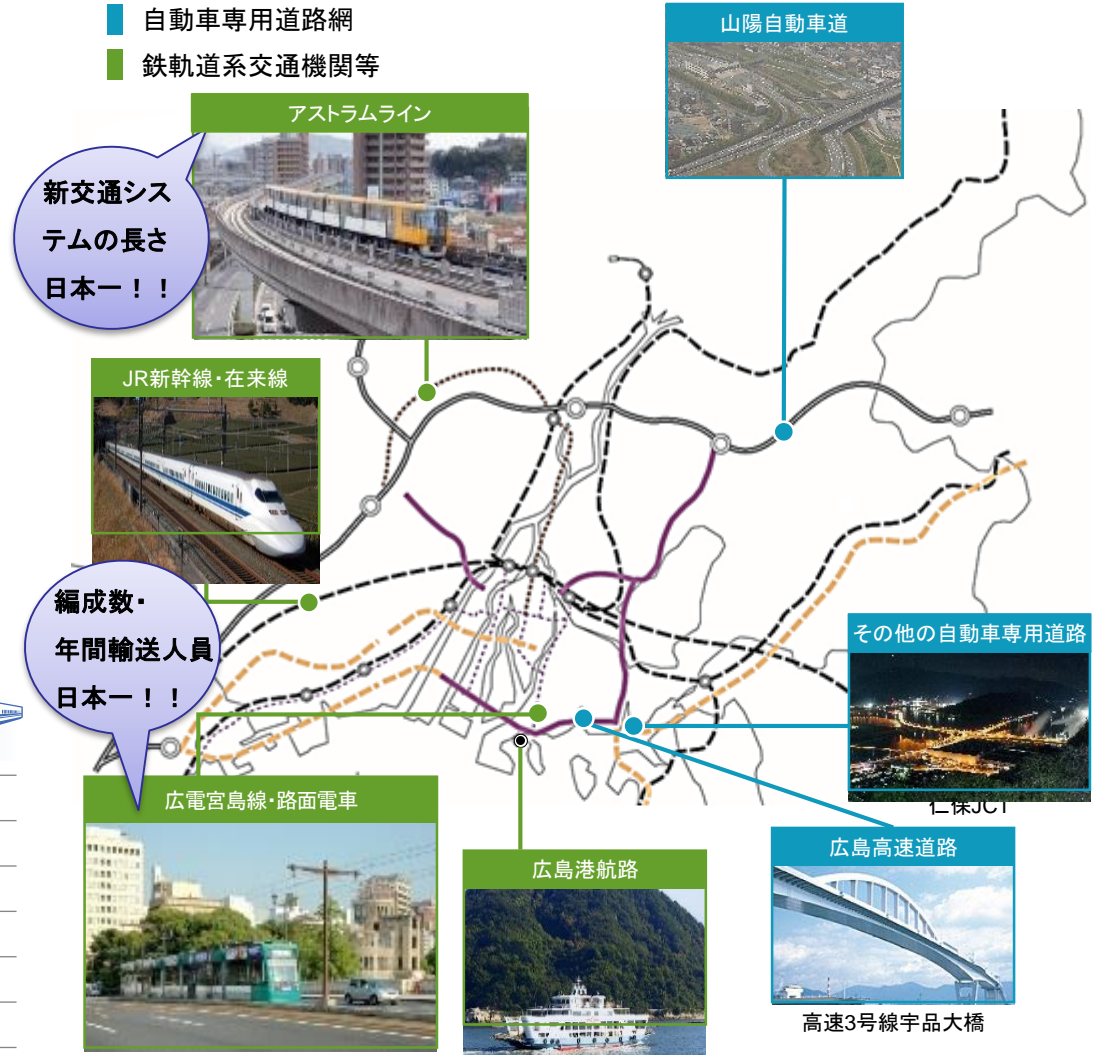 自動車専用道路網
鉄軌道系交通機関等
山陽自動車道
アストラムライン
新交通シス
テムの長さ
日本一！！
JR新幹線・在来線
編成数・
年間輸送人員
日本一！！
その他の自動車専用道路
仁保JCT
広電宮島線・路面電車
広島港航路
広島高速道路
高速3号線宇品大橋